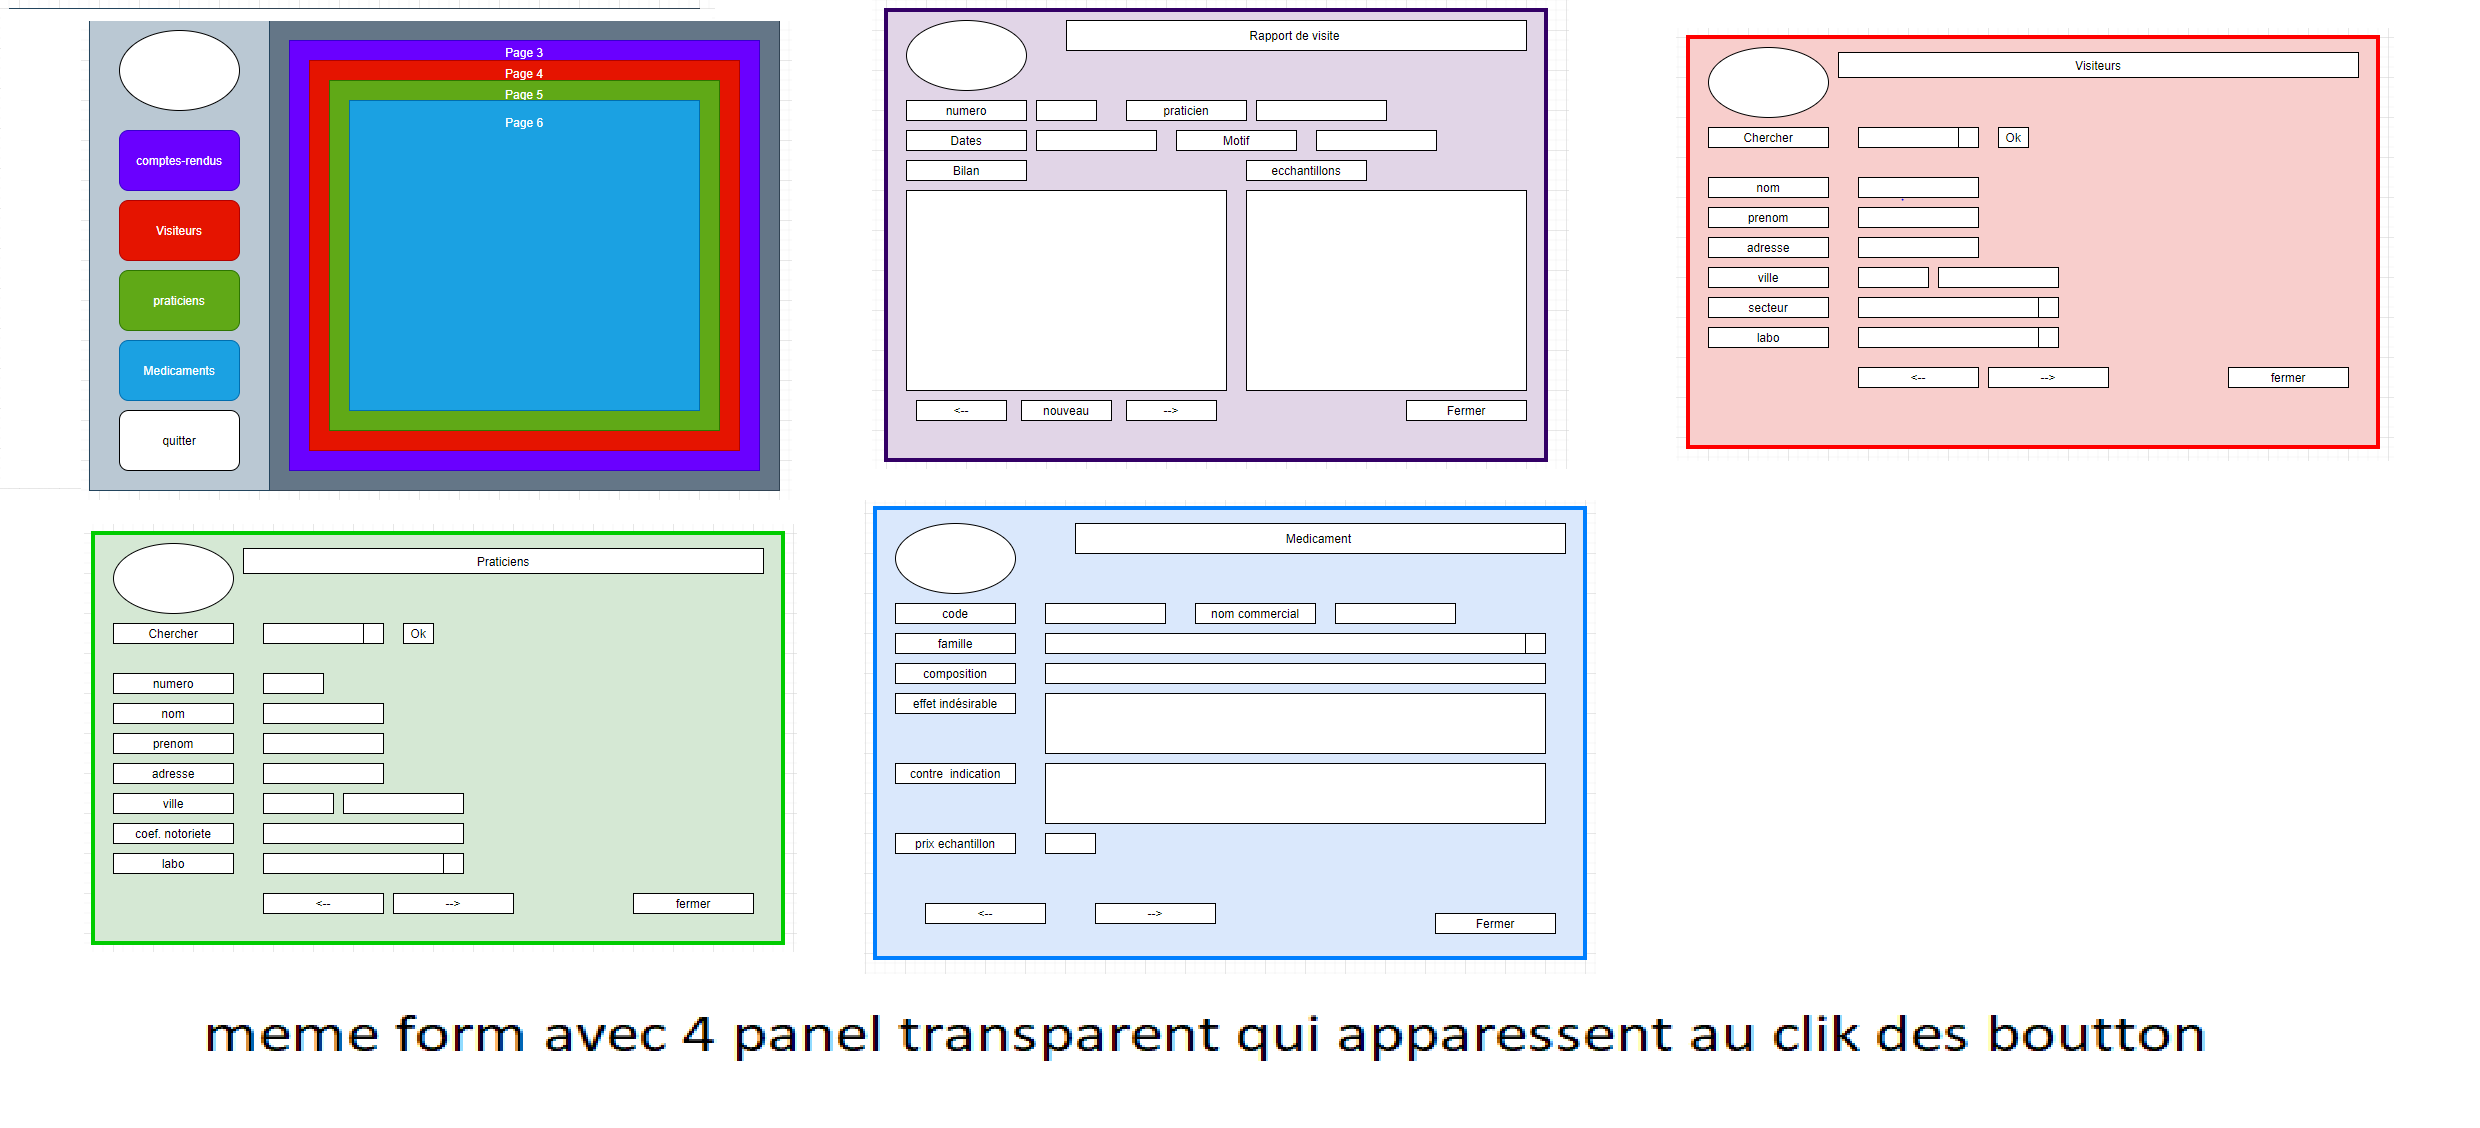 Page 3
Page 4
Page 5
Page 6
comptes-rendus
Visiteurs
praticiens
Medicaments
quitter
Rapport de visite
numero praticien
Dates Motif
Bilan ecchantillons
<-- nouveau --> Fermer
Visiteurs
Chercher Ok
nom
prenom
adresse
ville
secteur
labo
<-- --> fermer
Praticiens
Chercher Ok
numero
nom
prenom
adresse
ville
coef. notoriete
labo
<-- --> fermer
Medicament
code nom commercial
famille
composition
effet indésirable
contre indication
prix echantillon
<-- --> Fermer
meme form avec 4 panel transparent qui apparessent au clik des boutton